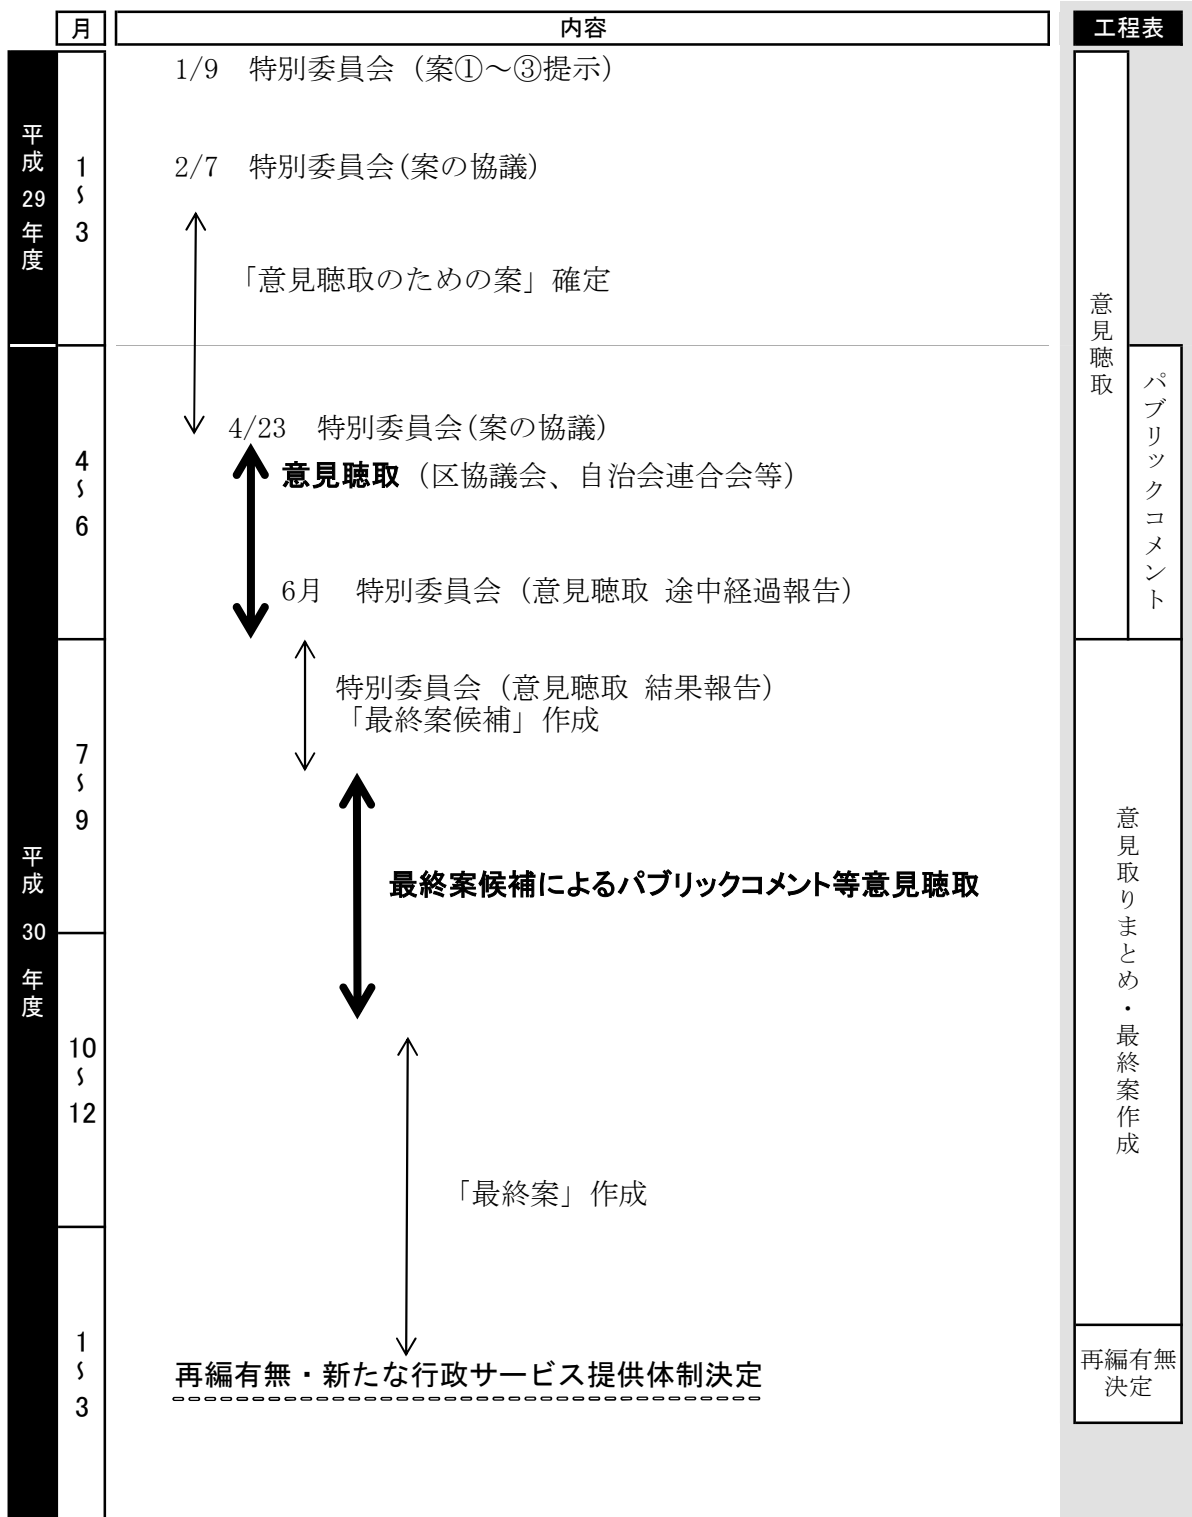 月
内容
工程表
平成29年度
1～3
1/9　特別委員会（案①～③提示）
2/7　特別委員会(案の協議)
「意見聴取のための案」確定
平成30年度
4～6
4/23　特別委員会(案の協議)
意見聴取（区協議会、自治会連合会等）
6月　特別委員会（意見聴取 途中経過報告）
7～9
特別委員会（意見聴取 結果報告）
「最終案候補」作成
最終案候補によるパブリックコメント等意見聴取
10～12
「最終案」作成
1～3
再編有無・新たな行政サービス提供体制決定
意見聴取
パブリックコメント
意見取りまとめ・最終案作成
再編有無
決定